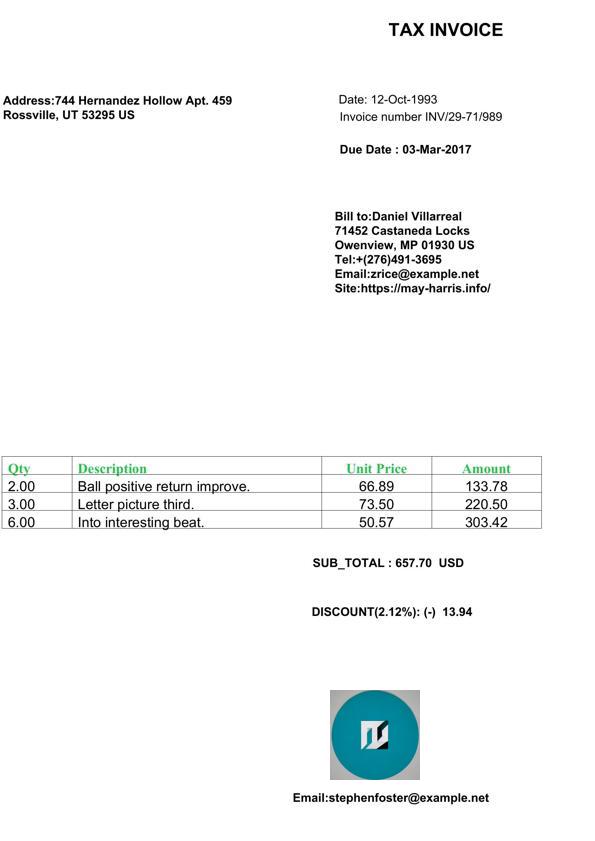 TAX INVOICE
Address:744 Hernandez Hollow Apt. 459
Rossville, UT 53295 US
Date: 12-Oct-1993
Invoice number INV/29-71/989
Due Date : 03-Mar-2017
Bill to:Daniel Villarreal
71452 Castaneda Locks
Owenview, MP 01930 US
Tel:+(276)491-3695
Email:zrice@example.net
Site:https://may-harris.info/
Qty Description Unit Price Amount
2.00 Ball positive return improve. 66.89 133.78
3.00 Letter picture third. 73.50 220.50
6.00 Into interesting beat. 50.57 303.42
SUB_TOTAL : 657.70 USD
DISCOUNT(2.12%): (-) 13.94
Email:stephenfoster@example.net